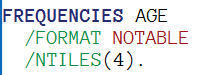 FREQUENCIES AGE
/FORMAT NOTABLE
/NTILES(4).